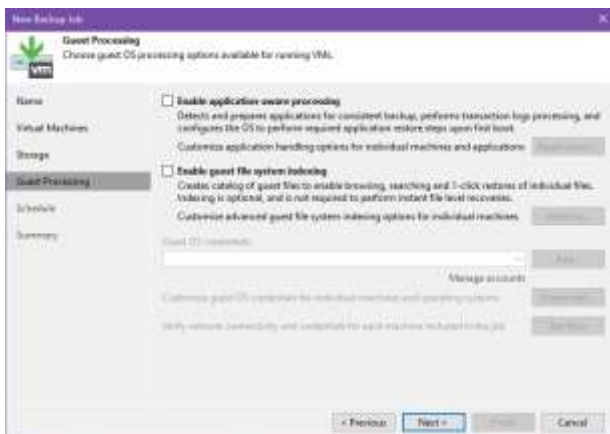 New Backup Job
Guest Processing
Choose guest OS processing options available for running VMs.
vm
Name
Virtual Machines
Storage
Guest Processing
Schedule
Summary
Enable application-aware processing
Detects and prepares applications for consistent backup, performs transaction logs processing, and
configures the OS to perform required application restore steps upon first boot.
Customize application handling options for individual machines and applications
Applications...
Enable guest file system indexing
Creates catalog of guest files to enable browsing, searching and 1-click restores of individual files.
Indexing is optional, and is not required to perform instant file level recoveries.
Customize advanced guest file system indexing options for individual machines
Indexing...
Guest OS credentials:
Add...
Manage accounts
Customize guest OS credentials for individual machines and operating systems
Verify network connectivity and credentials for each machine included in the job
Test Now
< Previous
Next >
Finish
Cancel